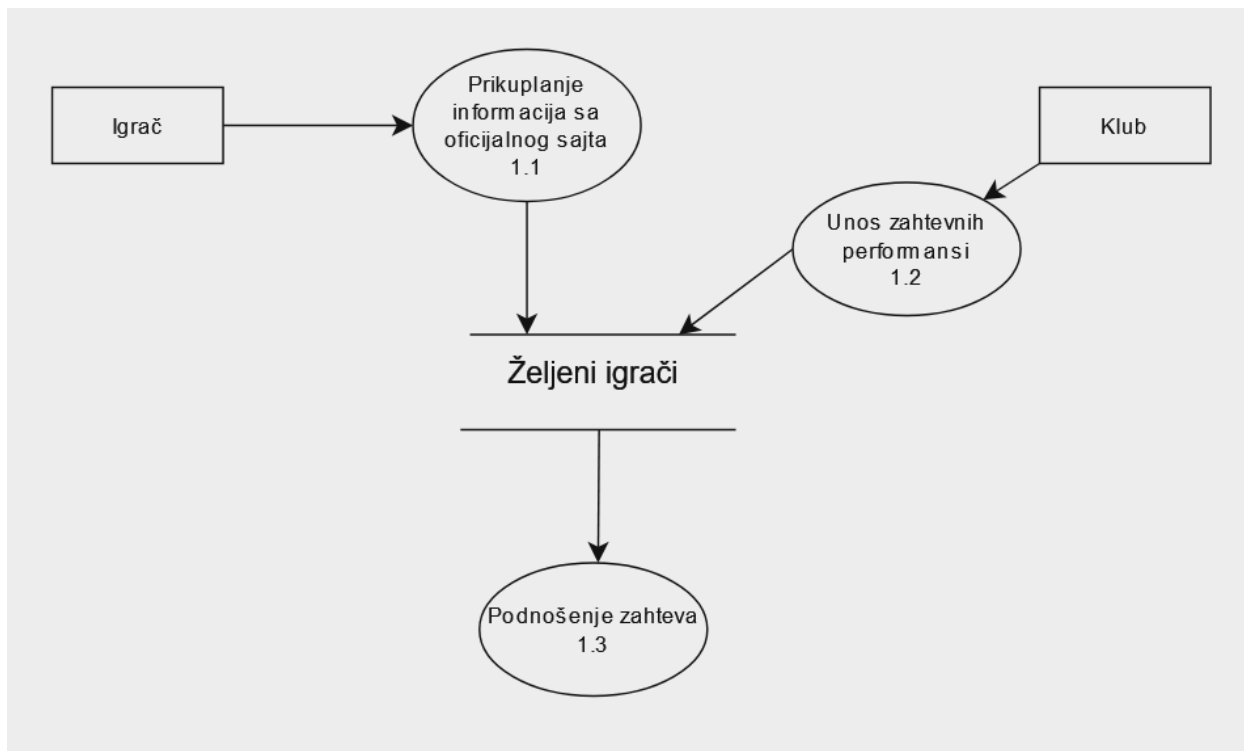 Igrač
Prikuplanje
informacija sa
oficijalnog sajta
1.1
Klub
Unos zahtevnih
performansi
1.2
Željeni igrači
Podnošenje zahteva
1.3